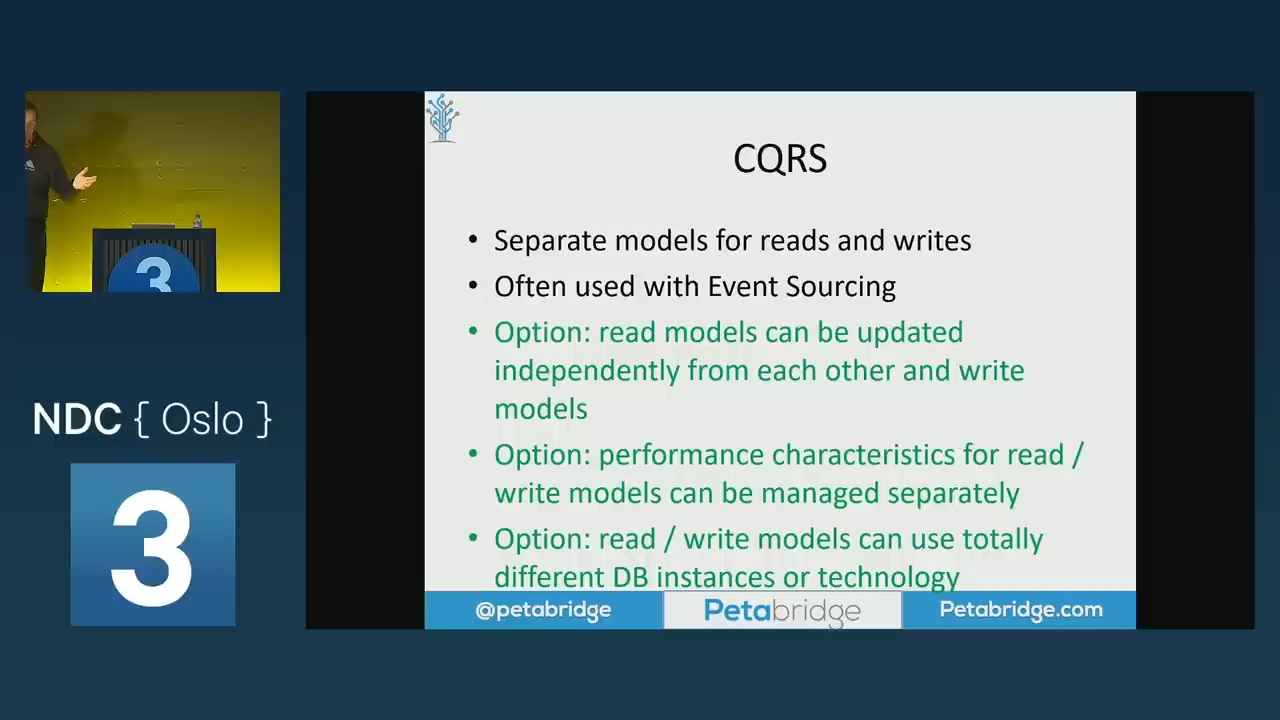 CQRS
• Separate models for reads and writes
• Often used with Event Sourcing
• Option: read models can be updated
independently from each other and write
models
• Option: performance characteristics for read /
write models can be managed separately
• Option: read / write models can use totally
different DB instances or technology
@petabridge
Petabridge
Petabridge.com
3
NDC { Oslo }
3